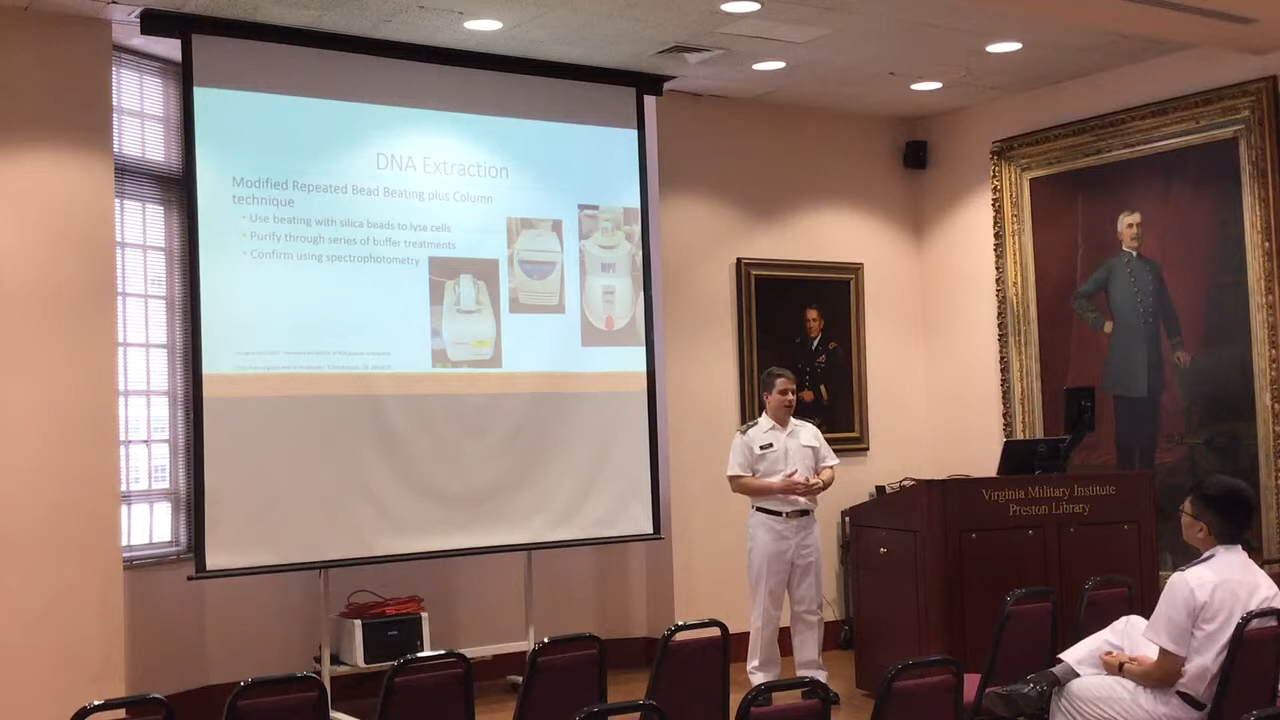 DNA Extraction
Modified Repeated Bead Beating plus Column
technique
• Use beating with silica beads to lyse cells
• Purify through series of buffer treatments
• Confirm using spectrophotometry
MP
Virginia Military Institute
Preston Library